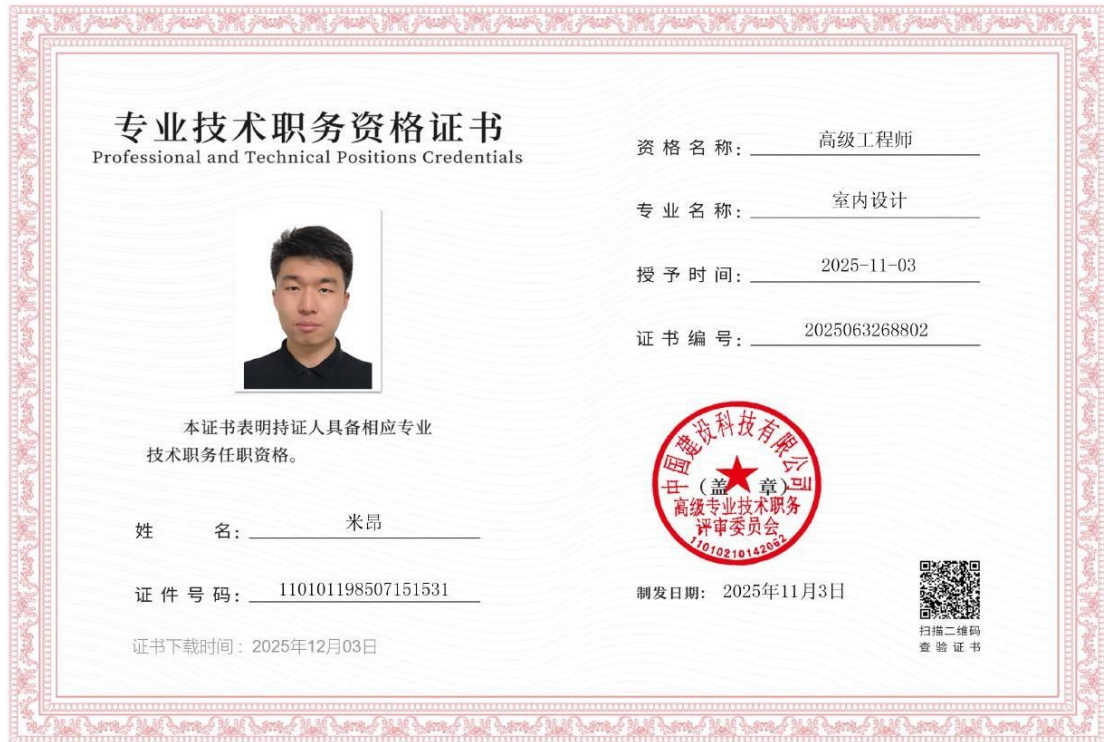 专业技术职务资格证书
Professional and Technical Positions Credentials
本证书表明持证人具备相应专业
技术职务任职资格。
姓 名: 米昂
证件号码: 110101198507151531
证书下载时间: 2025年12月03日
资格名称: 高级工程师
专业名称: 室内设计
授予时间: 2025-11-03
证书编号: 2025063268802
中国建设科技有限公司
(盖 章)
高级专业技术职务
评审委员会
11010210142062
制发日期: 2025年11月3日
扫描二维码
查验证书